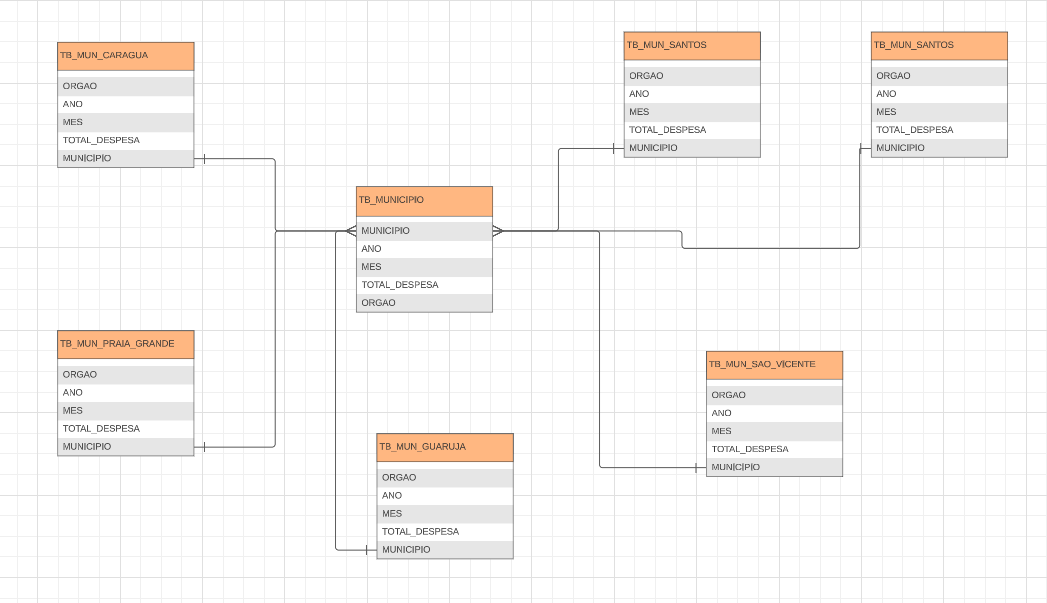 TB_MUN_CARAGUA
ORGAO
ANO
MES
TOTAL_DESPESA
MUNICIPIO
TB_MUN_SANTOS
ORGAO
ANO
MES
TOTAL_DESPESA
MUNICIPIO
TB_MUN_SANTOS
ORGAO
ANO
MES
TOTAL_DESPESA
MUNICIPIO
TB_MUNICIPIO
MUNICIPIO
ANO
MES
TOTAL_DESPESA
ORGAO
TB_MUN_PRAIA_GRANDE
ORGAO
ANO
MES
TOTAL_DESPESA
MUNICIPIO
TB_MUN_GUARUJA
ORGAO
ANO
MES
TOTAL_DESPESA
MUNICIPIO
TB_MUN_SAO_VICENTE
ORGAO
ANO
MES
TOTAL_DESPESA
MUNICIPIO